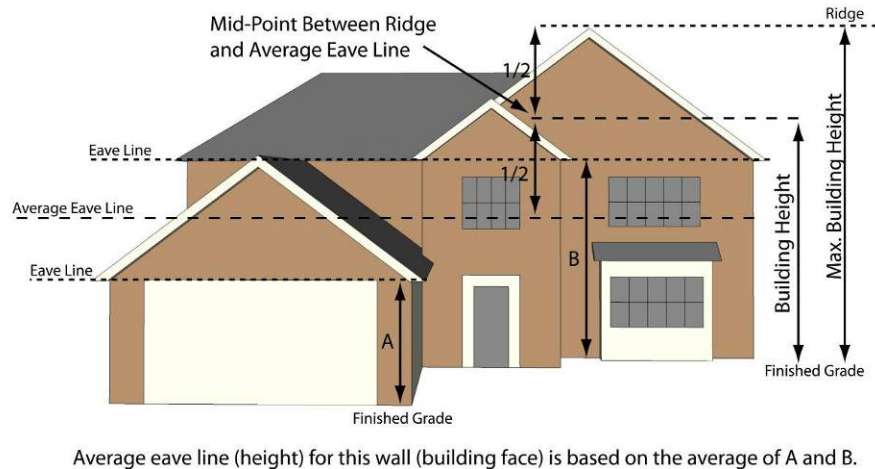 Ridge
Mid-Point Between Ridge
and Average Eave Line
1/2
Eave Line
1/2
Average Eave Line
Eave Line
A
B
Building Height
Max. Building Height
Finished Grade
Finished Grade
Average eave line (height) for this wall (building face) is based on the average of A and B.